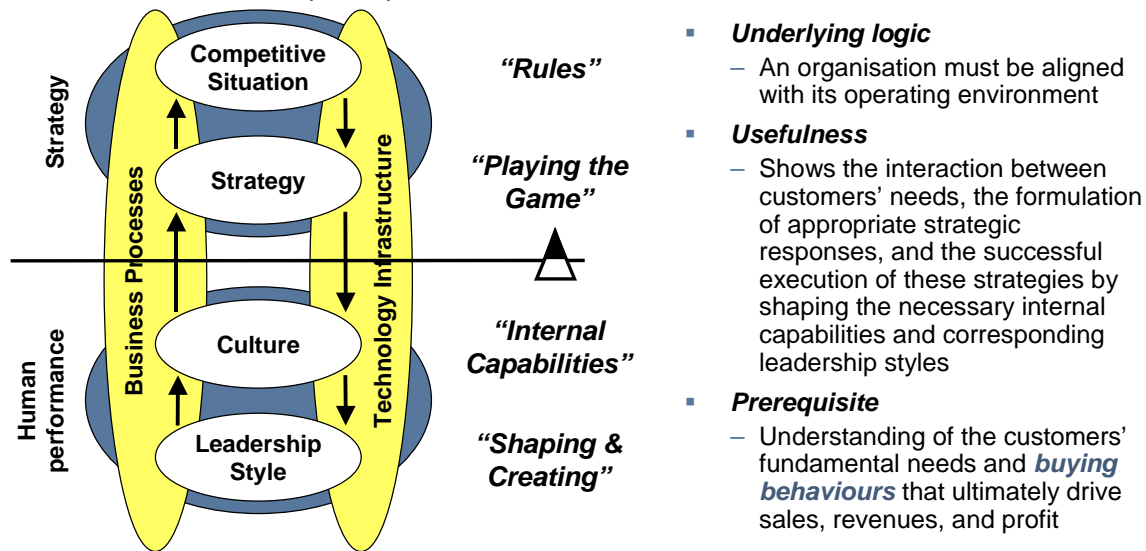 Strategy
Human
performance
Business Processes
Technology Infrastructure
Competitive
Situation
Strategy
Culture
Leadership
Style
“Rules”
“Playing the
Game”
“Internal
Capabilities”
“Shaping &
Creating”
▪ Underlying logic
– An organisation must be aligned
with its operating environment
▪ Usefulness
– Shows the interaction between
customers’ needs, the formulation
of appropriate strategic
responses, and the successful
execution of these strategies by
shaping the necessary internal
capabilities and corresponding
leadership styles
▪ Prerequisite
– Understanding of the customers’
fundamental needs and buying
behaviours that ultimately drive
sales, revenues, and profit